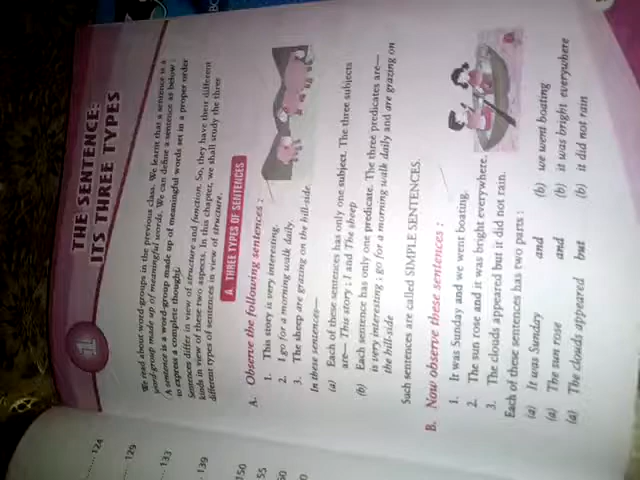 1
THE SENTENCE:
ITS THREE TYPES
We read about word-groups in the previous class. We learnt that a sentence is a
word-group made up of meaningful words. We can define a sentence as below :
A sentence is a word-group made up of meaningful words set in a proper order
to express a complete thought.
Sentences differ in view of structure and function. So, they have their different
kinds in view of these two aspects. In this chapter, we shall study the three
different types of sentences in view of structure.
A. THREE TYPES OF SENTENCES
A. Observe the following sentences :
1. This story is very interesting.
2. I go for a morning walk daily.
3. The sheep are grazing on the hill-side.
In these sentences—
(a) Each of these sentences has only one subject. The three subjects
are— This story ; I and The sheep
(b) Each sentence has only one predicate. The three predicates are—
is very interesting ; go for a morning walk daily and are grazing on
the hill-side
Such sentences are called SIMPLE SENTENCES.
B. Now observe these sentences :
1. It was Sunday and we went boating.
2. The sun rose and it was bright everywhere.
3. The clouds appeared but it did not rain.
Each of these sentences has two parts :
(a) It was Sunday and (b) we went boating
(a) The sun rose and (b) it was bright everywhere
(a) The clouds appeared but (b) it did not rain
124
129
133
139
150
55